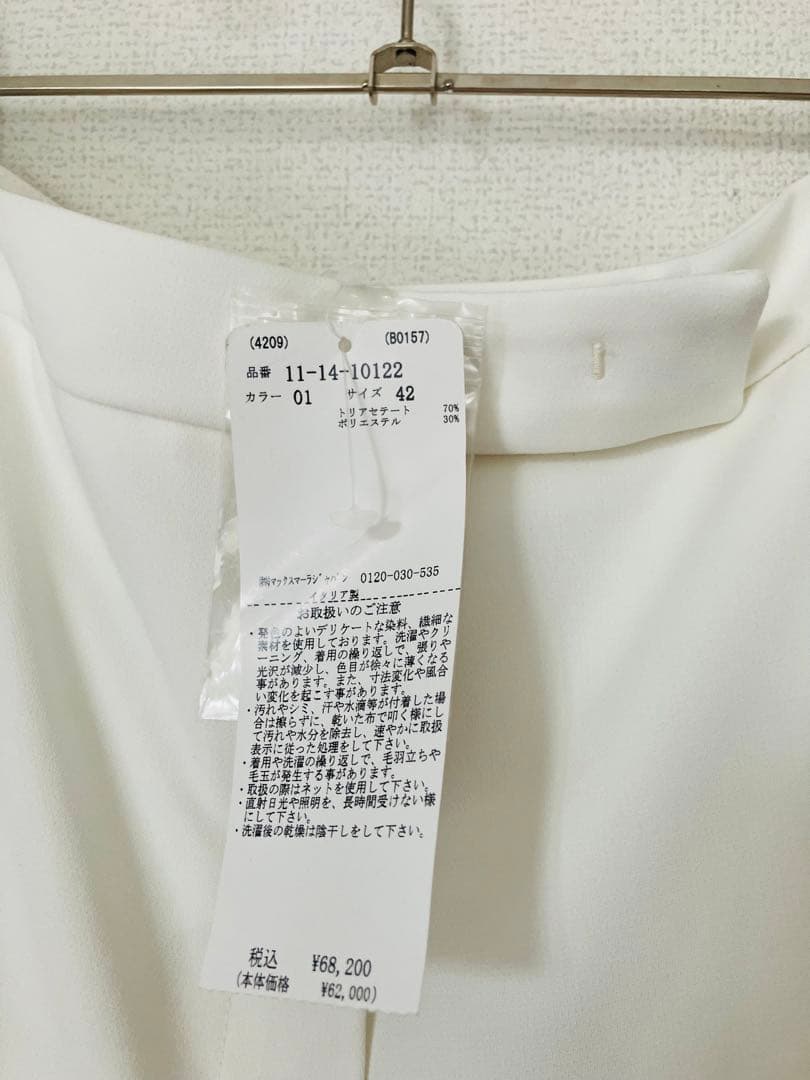 (4209) (B0157)
品番 11-14-10122
カラー 01 サイズ 42
トリアセテート 70%
ポリエステル 30%
㈱マックスマーラジャパン 0120-030-535
イタリア製
お取扱いのご注意
・発色のよいデリケートな染料、繊細な
素材を使用しております。洗濯やクリ
ーニング、着用の繰り返しで、張りや
光沢が減少し、色目が徐々に薄くなる
事があります。また、寸法変化や風合
い変化を起こす事があります。
・汚れやシミ、汗や水滴等が付着した場
合は擦らずに、乾いた布で叩く様にし
て汚れや水分を除去し、速やかに取扱
表示に従った処理をして下さい。
・着用や洗濯の繰り返しで、毛羽立ちや
毛玉が発生する事があります。
・取扱の際はネットを使用して下さい。
・直射日光や照明を、長時間受けない様
にして下さい。
・洗濯後の乾燥は陰干しをして下さい。
税込 ¥68,200
(本体価格 ¥62,000)